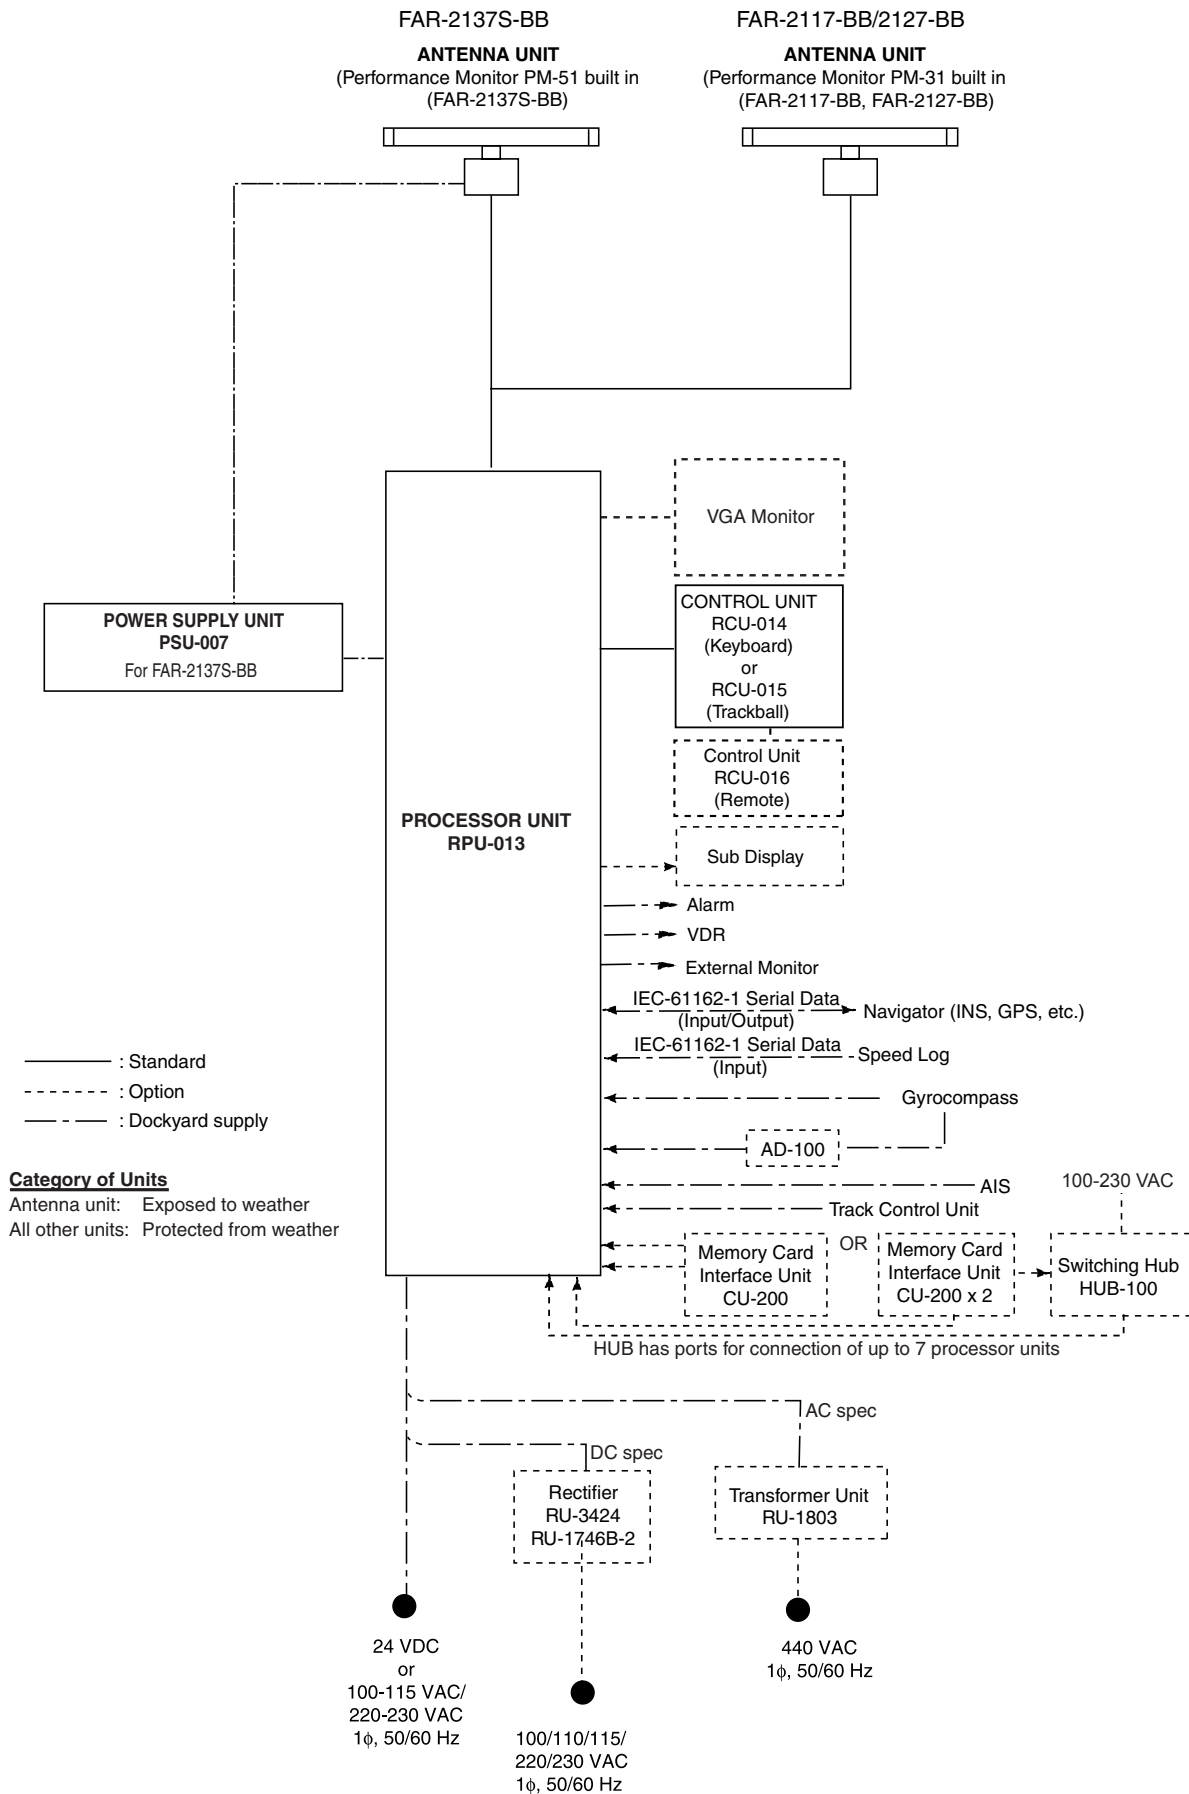 FAR-2137S-BB
ANTENNA UNIT
(Performance Monitor PM-51 built in
(FAR-2137S-BB)
FAR-2117-BB/2127-BB
ANTENNA UNIT
(Performance Monitor PM-31 built in
(FAR-2117-BB, FAR-2127-BB)
VGA Monitor
CONTROL UNIT
RCU-014
(Keyboard)
or
RCU-015
(Trackball)
POWER SUPPLY UNIT
PSU-007
For FAR-2137S-BB
Control Unit
RCU-016
(Remote)
PROCESSOR UNIT
RPU-013
Sub Display
Alarm
VDR
External Monitor
IEC-61162-1 Serial Data
(Input/Output)
Navigator (INS, GPS, etc.)
IEC-61162-1 Serial Data
(Input)
Speed Log
Gyrocompass
AD-100
AIS
Track Control Unit
100-230 VAC
: Standard
: Option
: Dockyard supply
Category of Units
Antenna unit: Exposed to weather
All other units: Protected from weather
Memory Card
Interface Unit
CU-200
OR
Memory Card
Interface Unit
CU-200 x 2
Switching Hub
HUB-100
HUB has ports for connection of up to 7 processor units
AC spec
DC spec
Rectifier
RU-3424
RU-1746B-2
Transformer Unit
RU-1803
24 VDC
or
100-115 VAC/
220-230 VAC
1ϕ, 50/60 Hz
100/110/115/
220/230 VAC
1ϕ, 50/60 Hz
440 VAC
1ϕ, 50/60 Hz